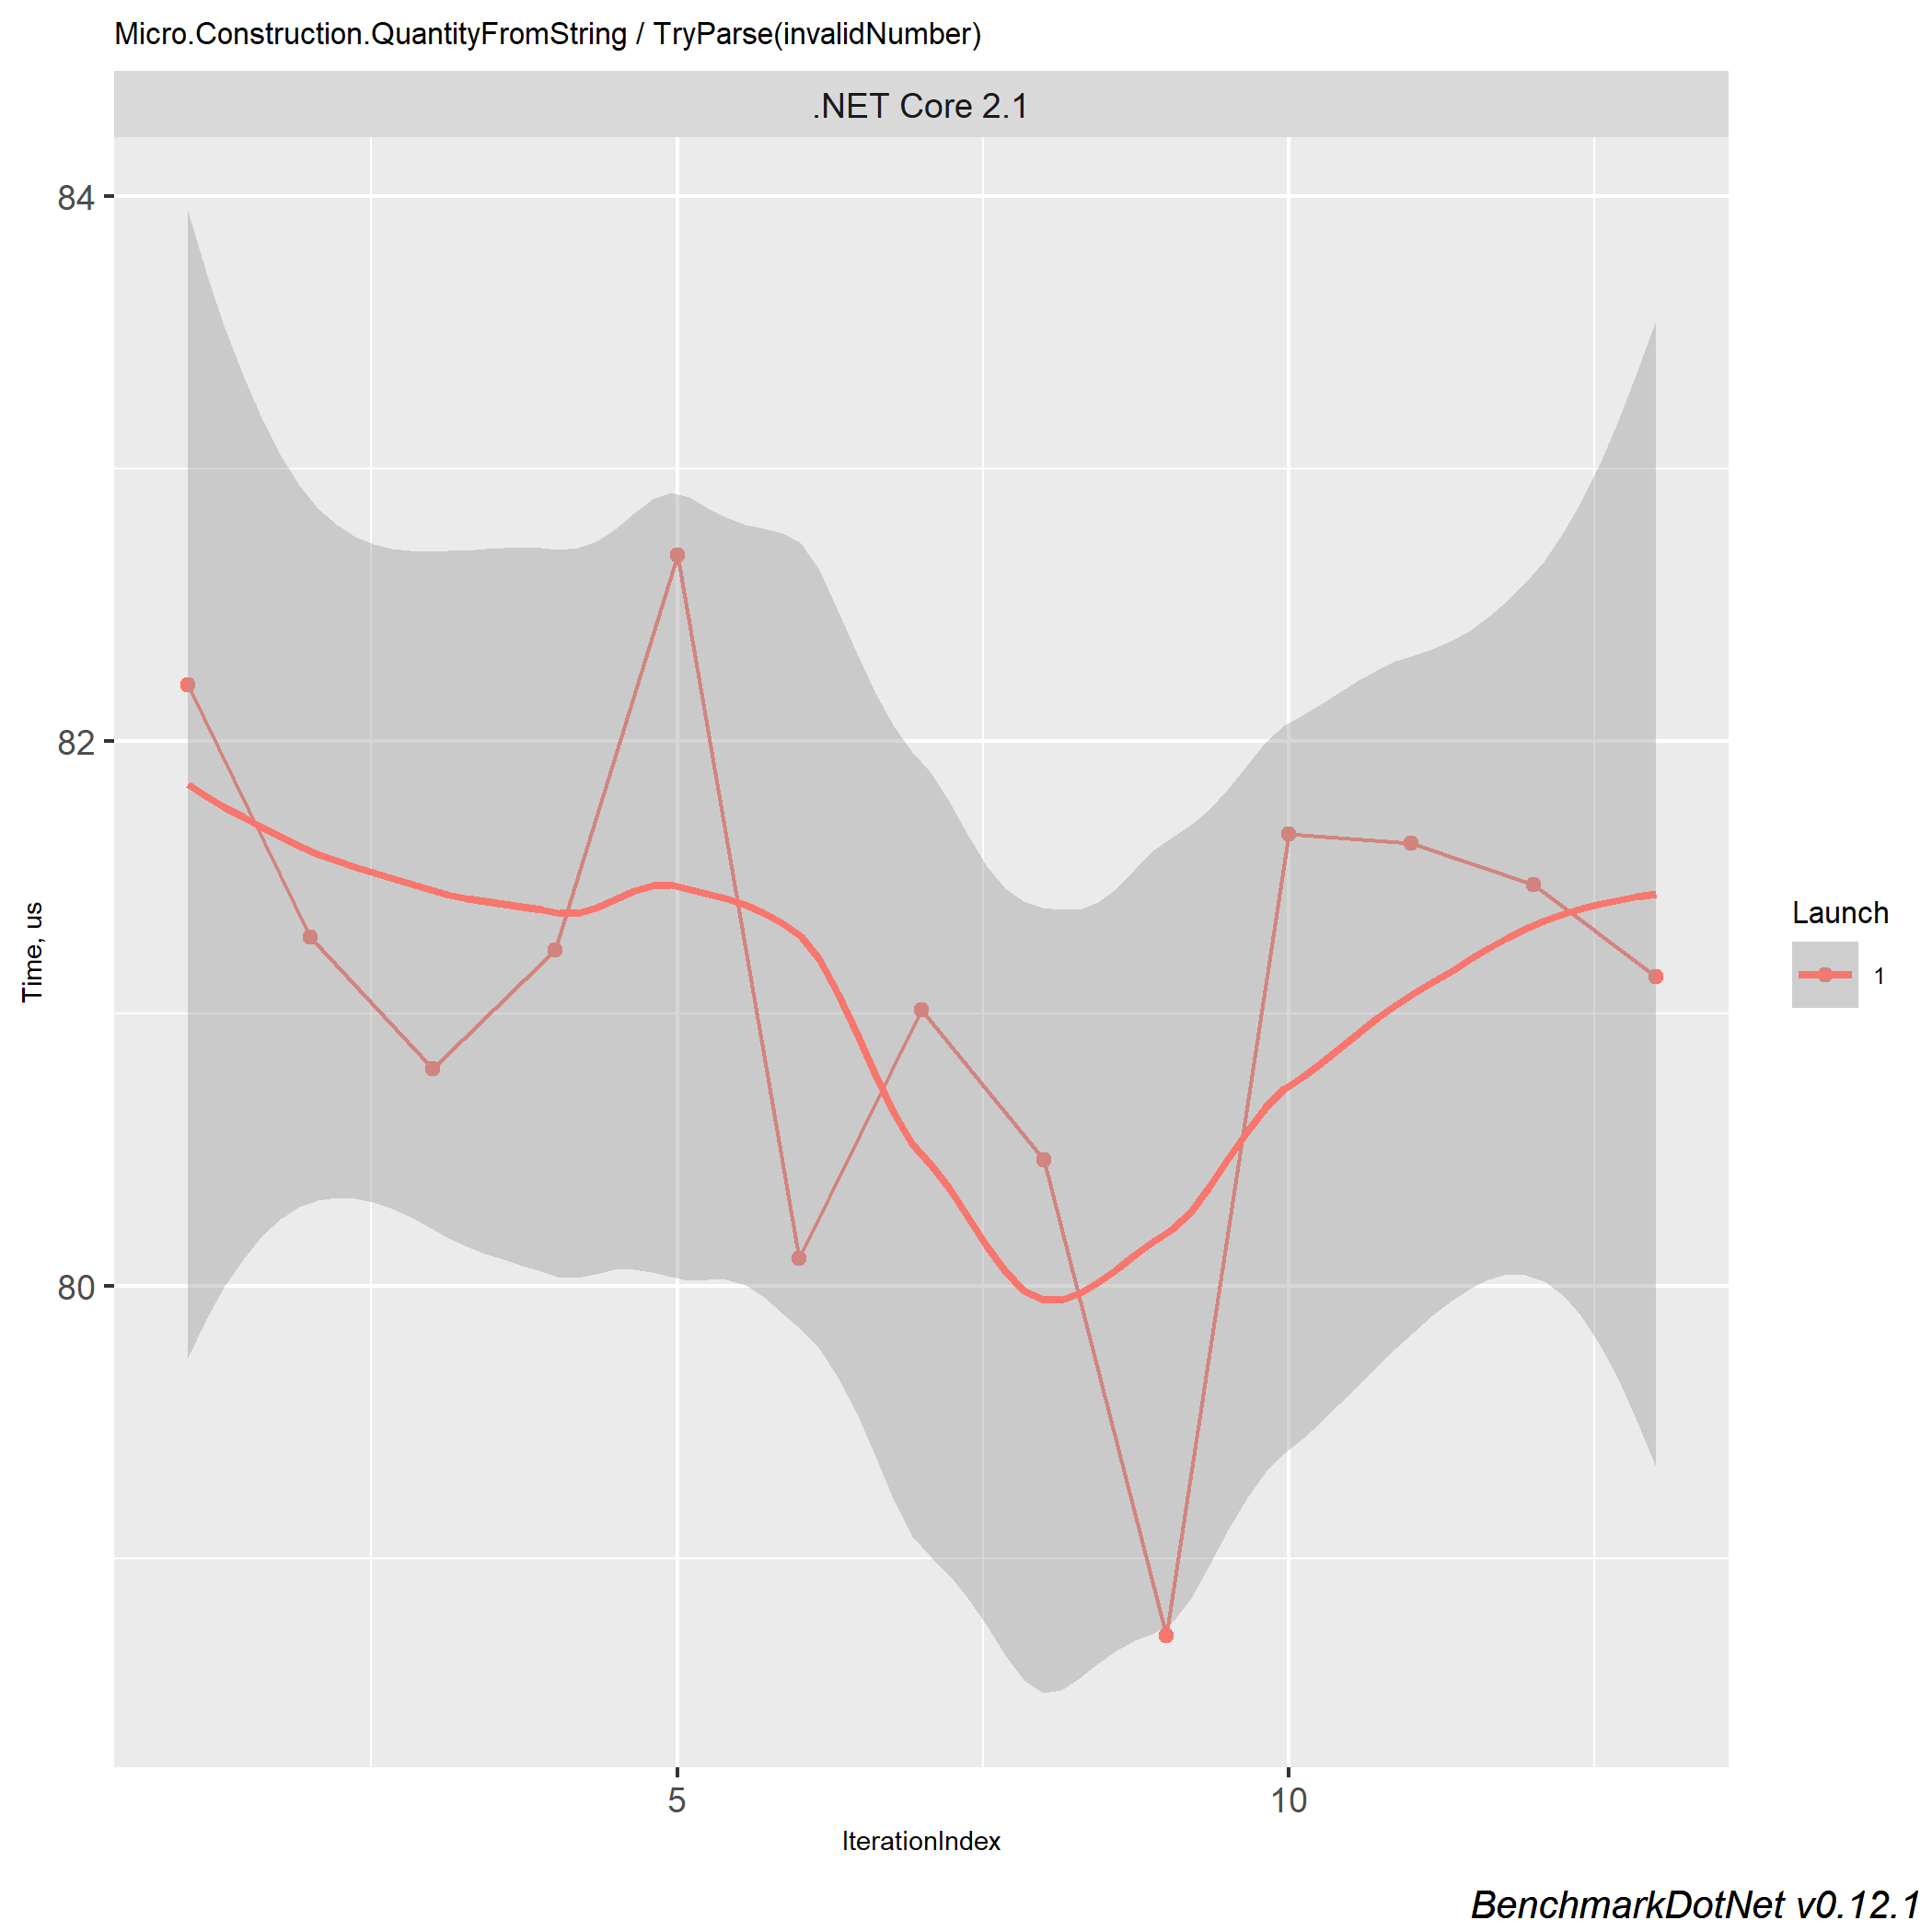 Micro.Construction.QuantityFromString / TryParse(invalidNumber)
.NET Core 2.1
84
82
80
Time, us
5
10
IterationIndex
Launch
1
BenchmarkDotNet v0.12.1